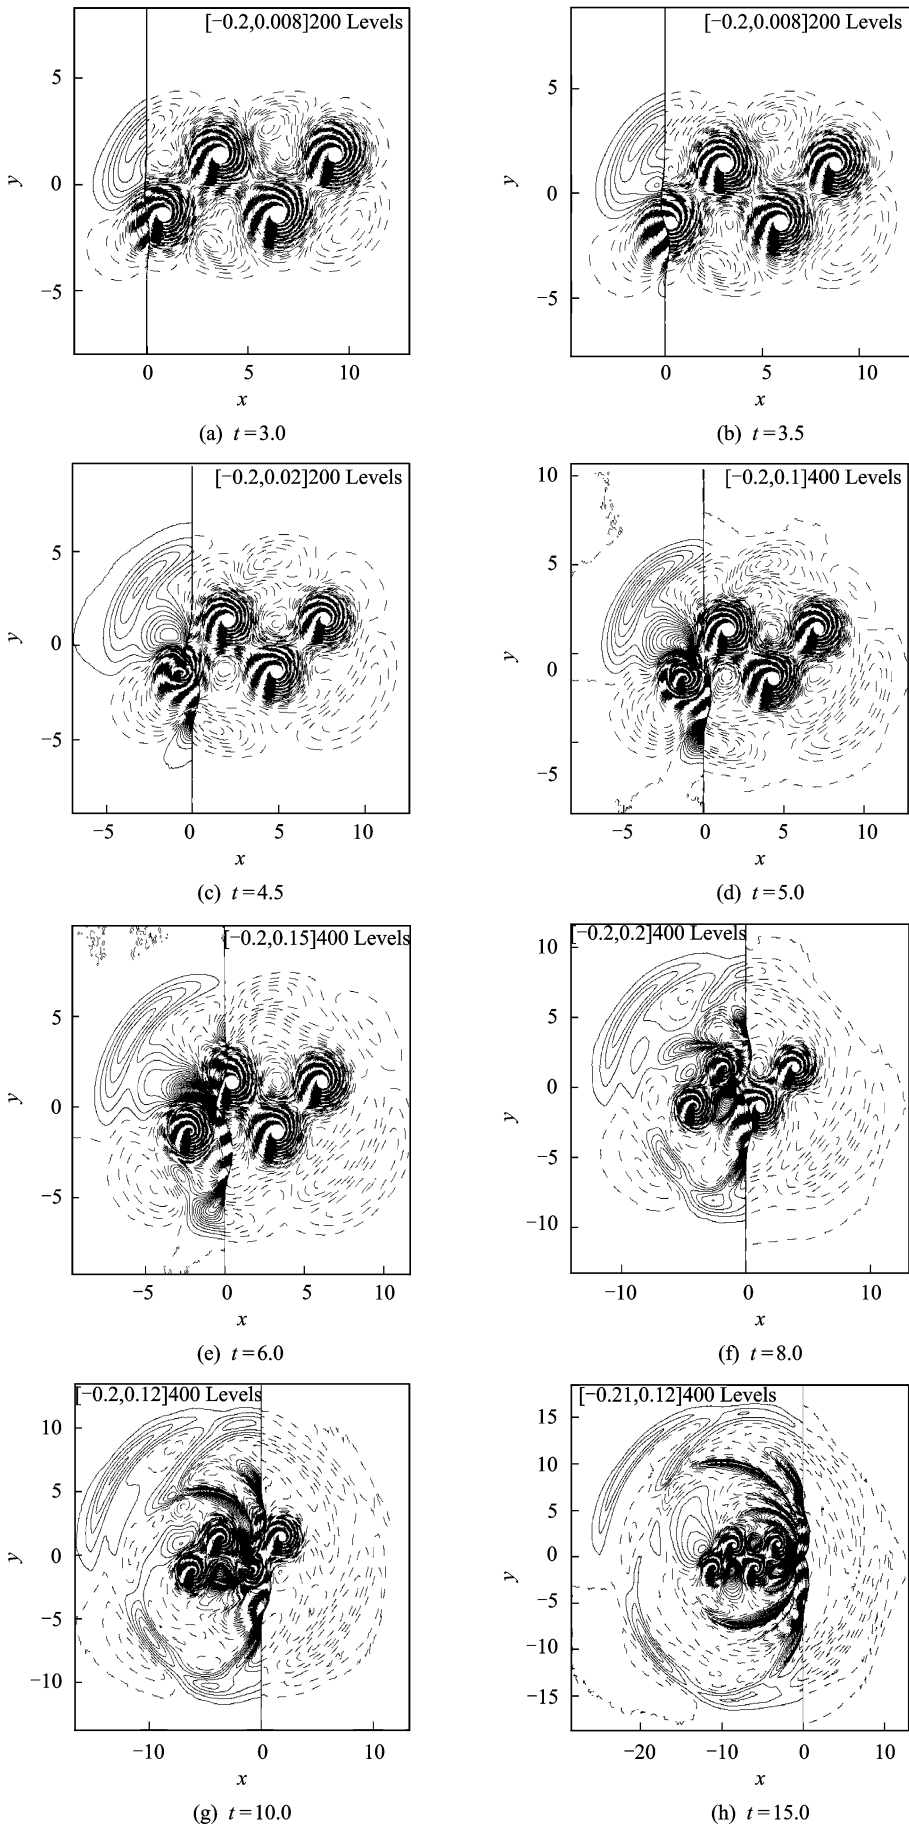 [−0.2,0.008]200 Levels
[−0.2,0.008]200 Levels
5
0
−5
y
0
5
10
x
5
0
−5
y
0
5
10
x
(a) t=3.0
(b) t=3.5
[−0.2,0.02]200 Levels
[−0.2,0.1]400 Levels
5
0
−5
y
−5
0
5
10
x
10
5
0
−5
y
−5
0
5
10
x
(c) t=4.5
(d) t=5.0
[−0.2,0.15]400 Levels
[−0.2,0.2]400 Levels
5
0
−5
y
−5
0
5
10
x
10
5
0
−5
−10
y
−10
0
10
x
(e) t=6.0
(f) t=8.0
[−0.2,0.12]400 Levels
[−0.21,0.12]400 Levels
10
5
0
−5
−10
y
−10
0
10
x
15
10
5
0
−5
−10
−15
y
−20
−10
0
10
x
(g) t=10.0
(h) t=15.0